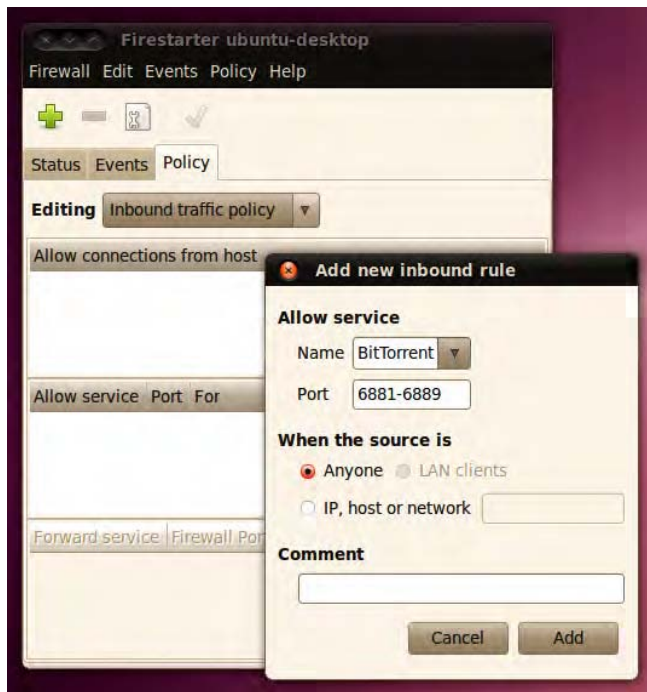 Firestarter ubuntu-desktop
Firewall Edit Events Policy Help
Status Events Policy
Editing Inbound traffic policy
Allow connections from host
Allow service Port For
Forward service Firewall Por
Add new inbound rule
Allow service
Name BitTorrent
Port 6881-6889
When the source is
Anyone LAN clients
IP, host or network
Comment
Cancel Add